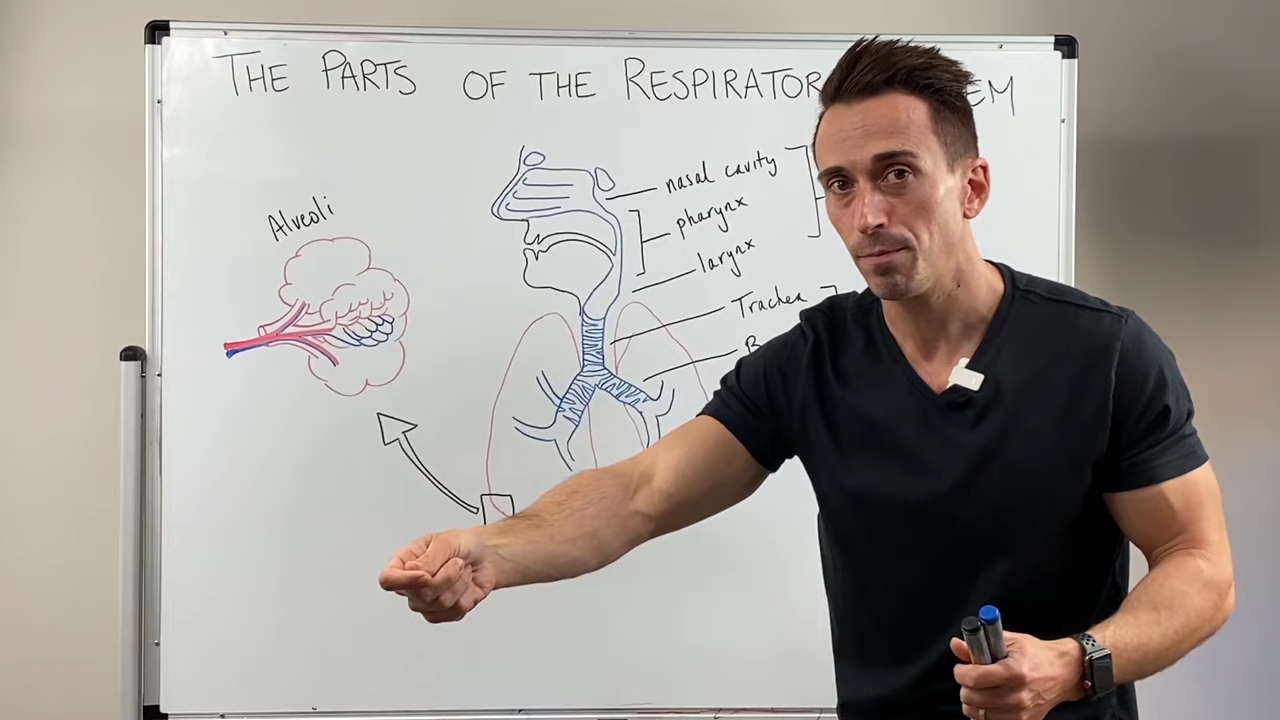 THE PARTS OF THE RESPIRATOR EM
Alveoli
nasal cavity
pharynx
larynx
Trachea
B